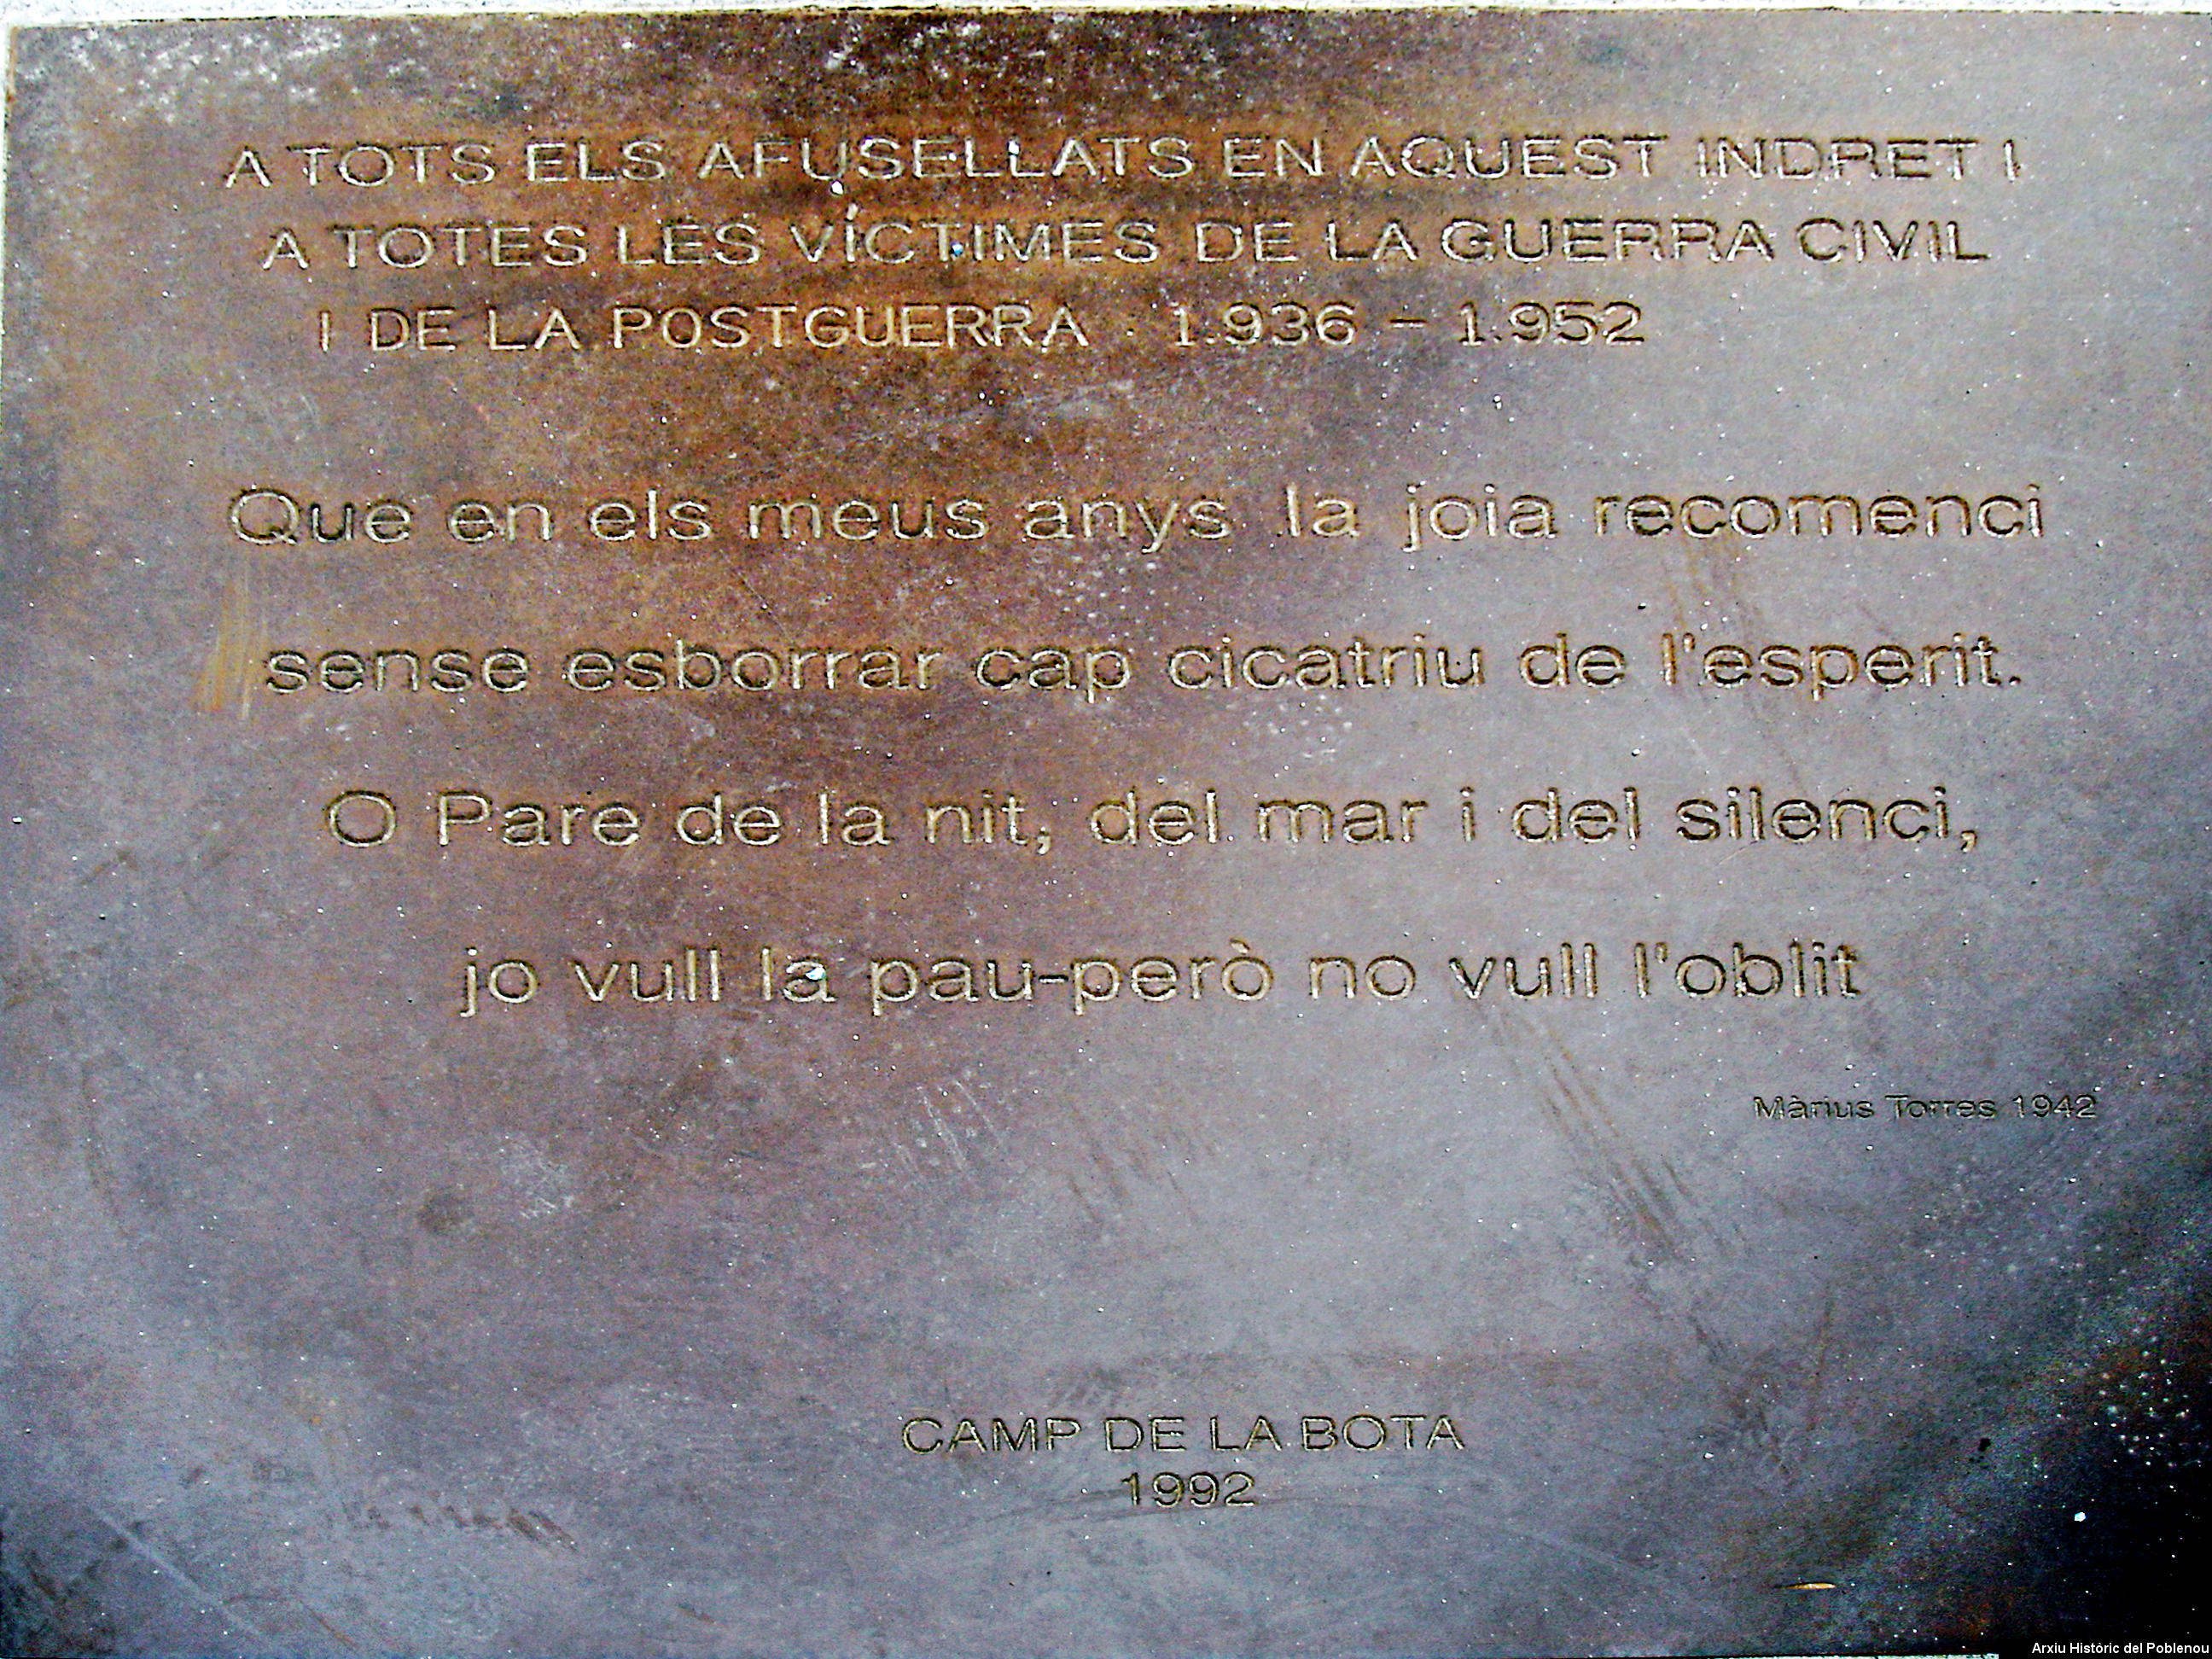 A TOTS ELS AFUSELLATS EN AQUEST INDRET I
A TOTES LES VÍCTIMES DE LA GUERRA CIVIL
I DE LA POSTGUERRA · 1.936 - 1.952
Que en els meus anys la joia recomenci
sense esborrar cap cicatriu de l'esperit.
O Pare de la nit, del mar i del silenci,
jo vull la pau-però no vull l'oblit
Màrius Torres 1942
CAMP DE LA BOTA
1992
Arxiu Històric del Poblenou